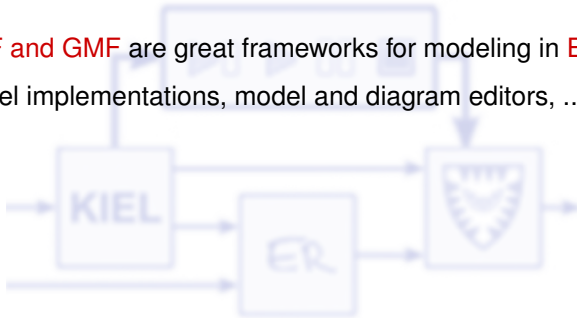 F and GMF are great frameworks for modeling in E
el implementations, model and diagram editors, ..
KIEL
ER